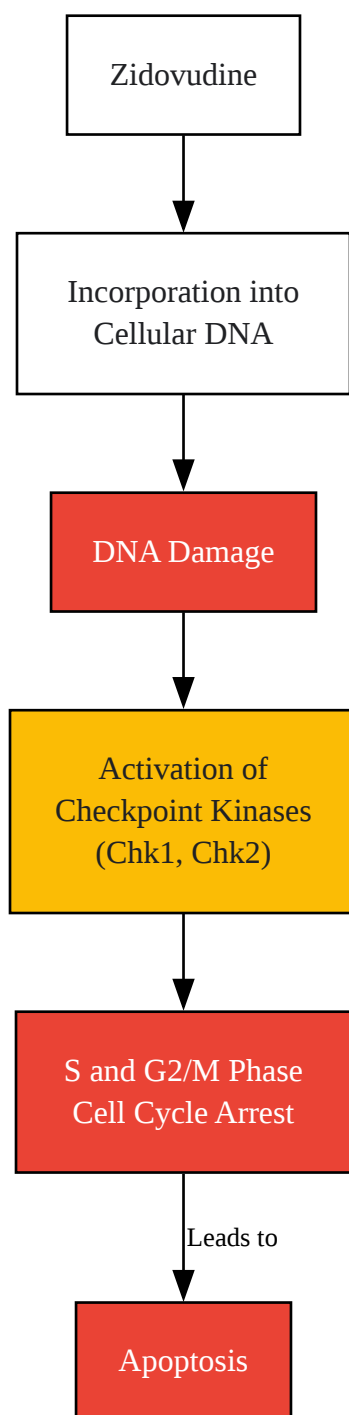 Zidovudine
Incorporation into
Cellular DNA
DNA Damage
Activation of
Checkpoint Kinases
(Chk1, Chk2)
S and G2/M Phase
Cell Cycle Arrest
Leads to
Apoptosis